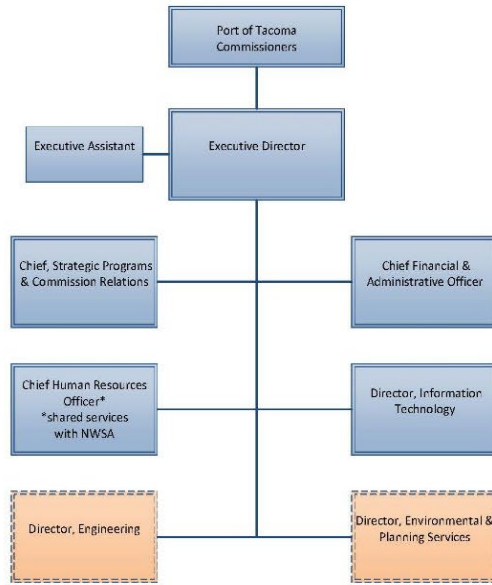 Port of Tacoma
Commissioners
Executive Assistant
Executive Director
Chief, Strategic Programs
& Commission Relations
Chief Financial &
Administrative Officer
Chief Human Resources
Officer*
*shared services
with NWSA
Director, Information
Technology
Director, Engineering
Director, Environmental &
Planning Services